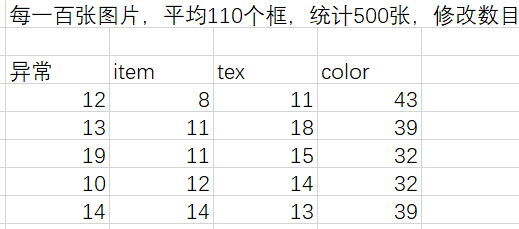 每一百张图片，平均110个框，统计500张，修改数目
异常 item tex color
12 8 11 43
13 11 18 39
19 11 15 32
10 12 14 32
14 14 13 39